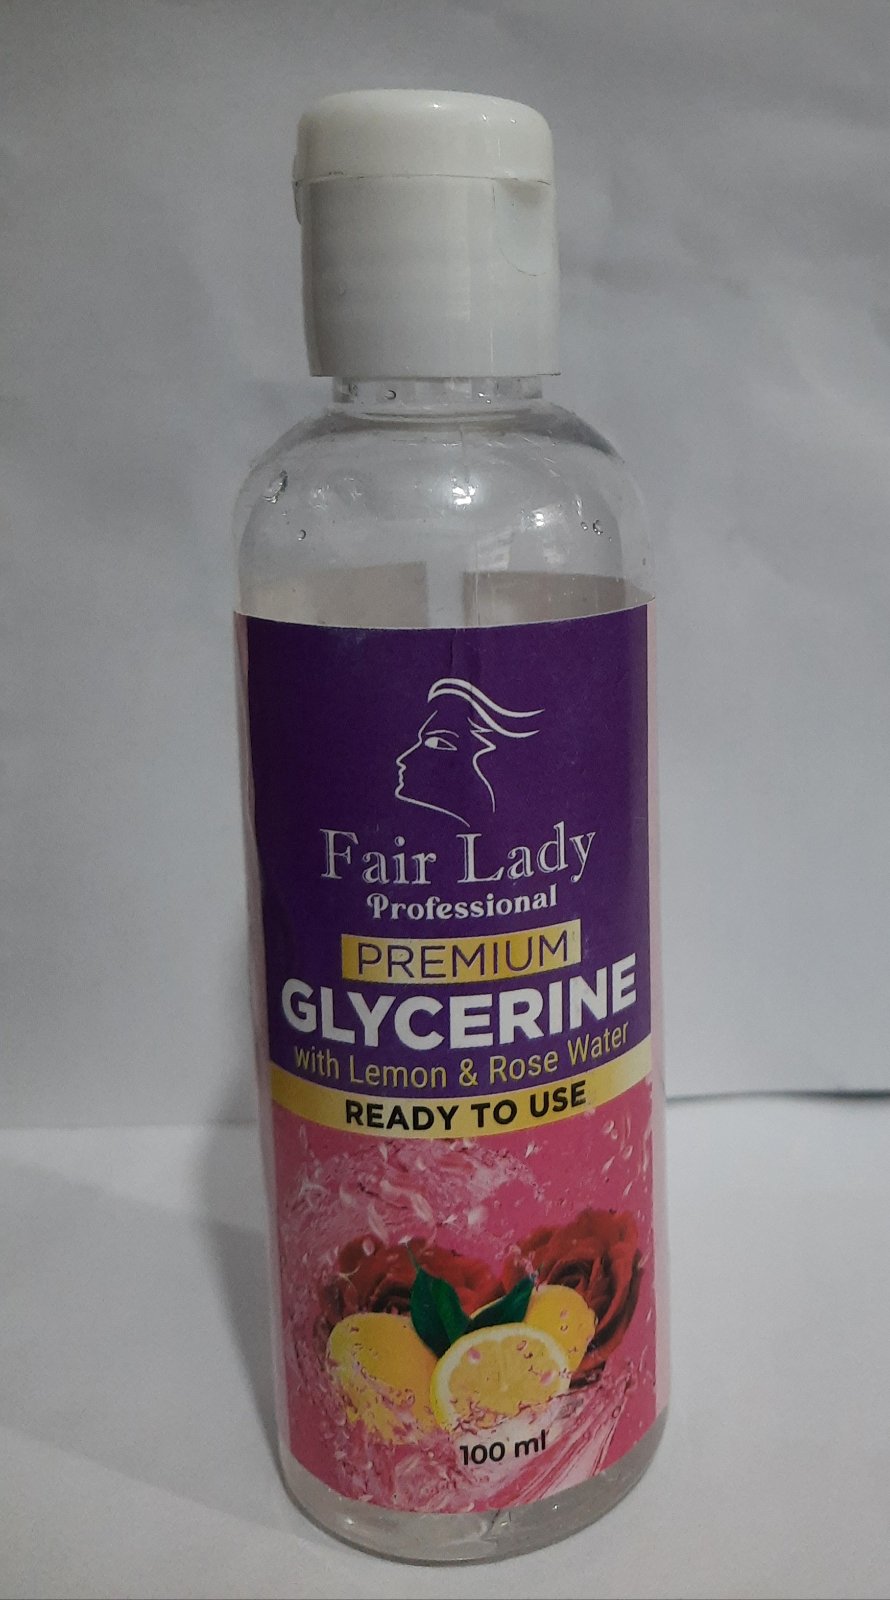 Fair Lady
Professional
PREMIUM
GLYCERINE
with Lemon & Rose Water
READY TO USE
100 ml